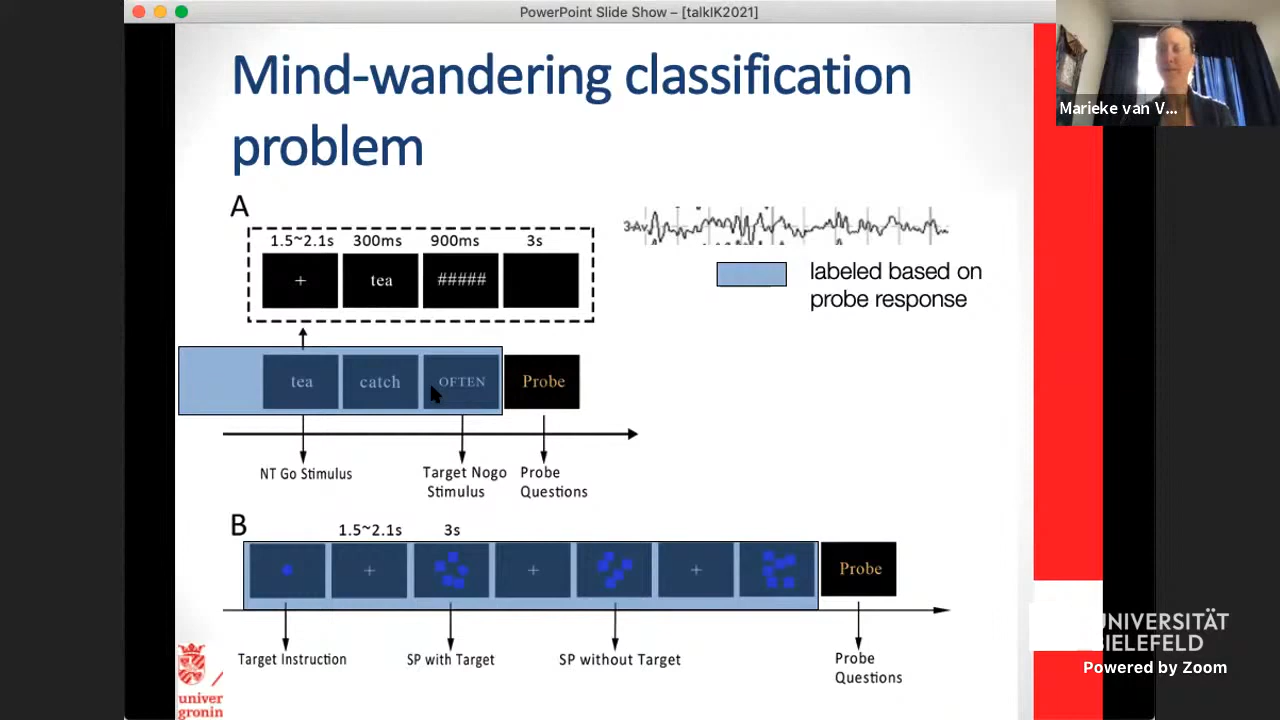 PowerPoint Slide Show – [talkIK2021]
Marieke van V...
Mind-wandering classification
problem
A
1.5~2.1s 300ms 900ms 3s
+ tea #####
3 Av
labeled based on
probe response
tea catch OFTEN Probe
NT Go Stimulus
Target Nogo
Stimulus
Probe
Questions
B
1.5~2.1s 3s
+ + + Probe
Target Instruction SP with Target SP without Target
Probe
Questions
univer
gronin
UNIVERSITÄT
BIELEFELD
Powered by Zoom